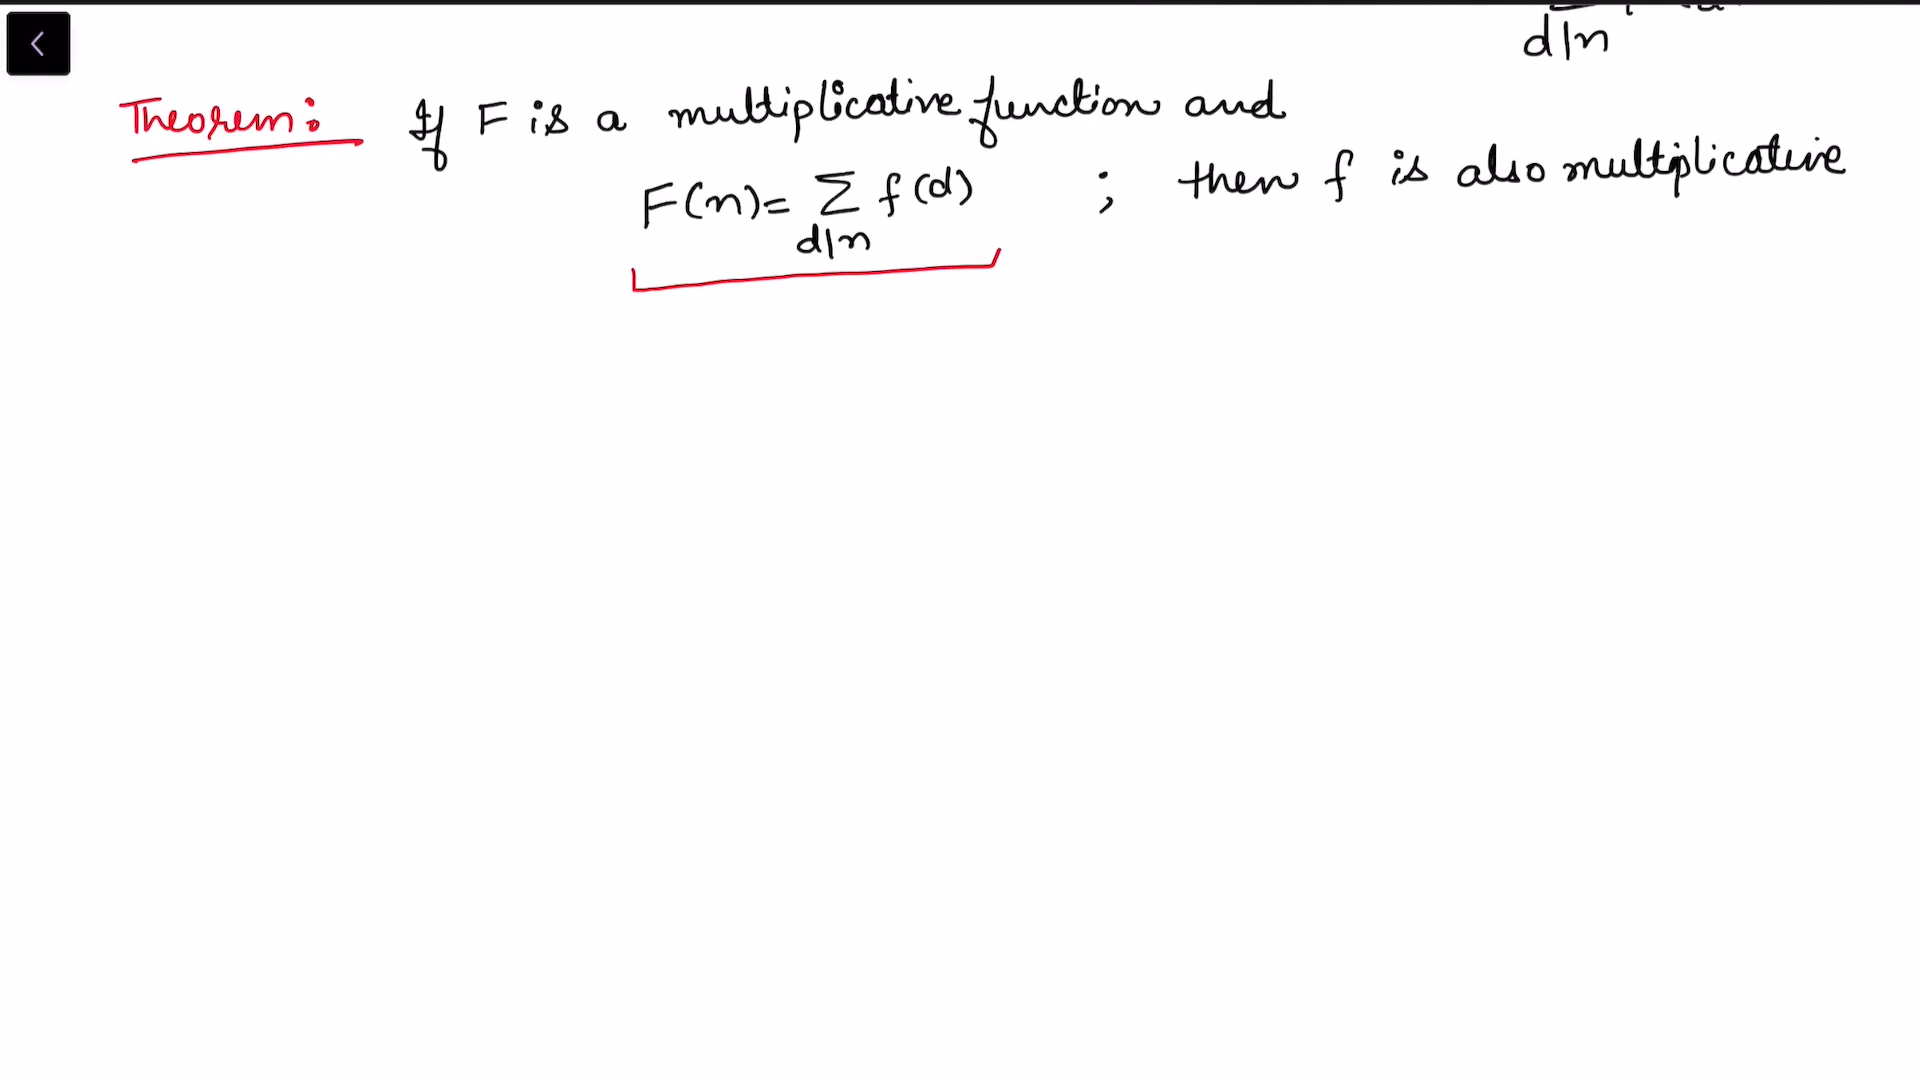 d|n
Theorem: If F is a multiplicative function and
F(n)= Σ f(d) ; then f is also multiplicative
d|n